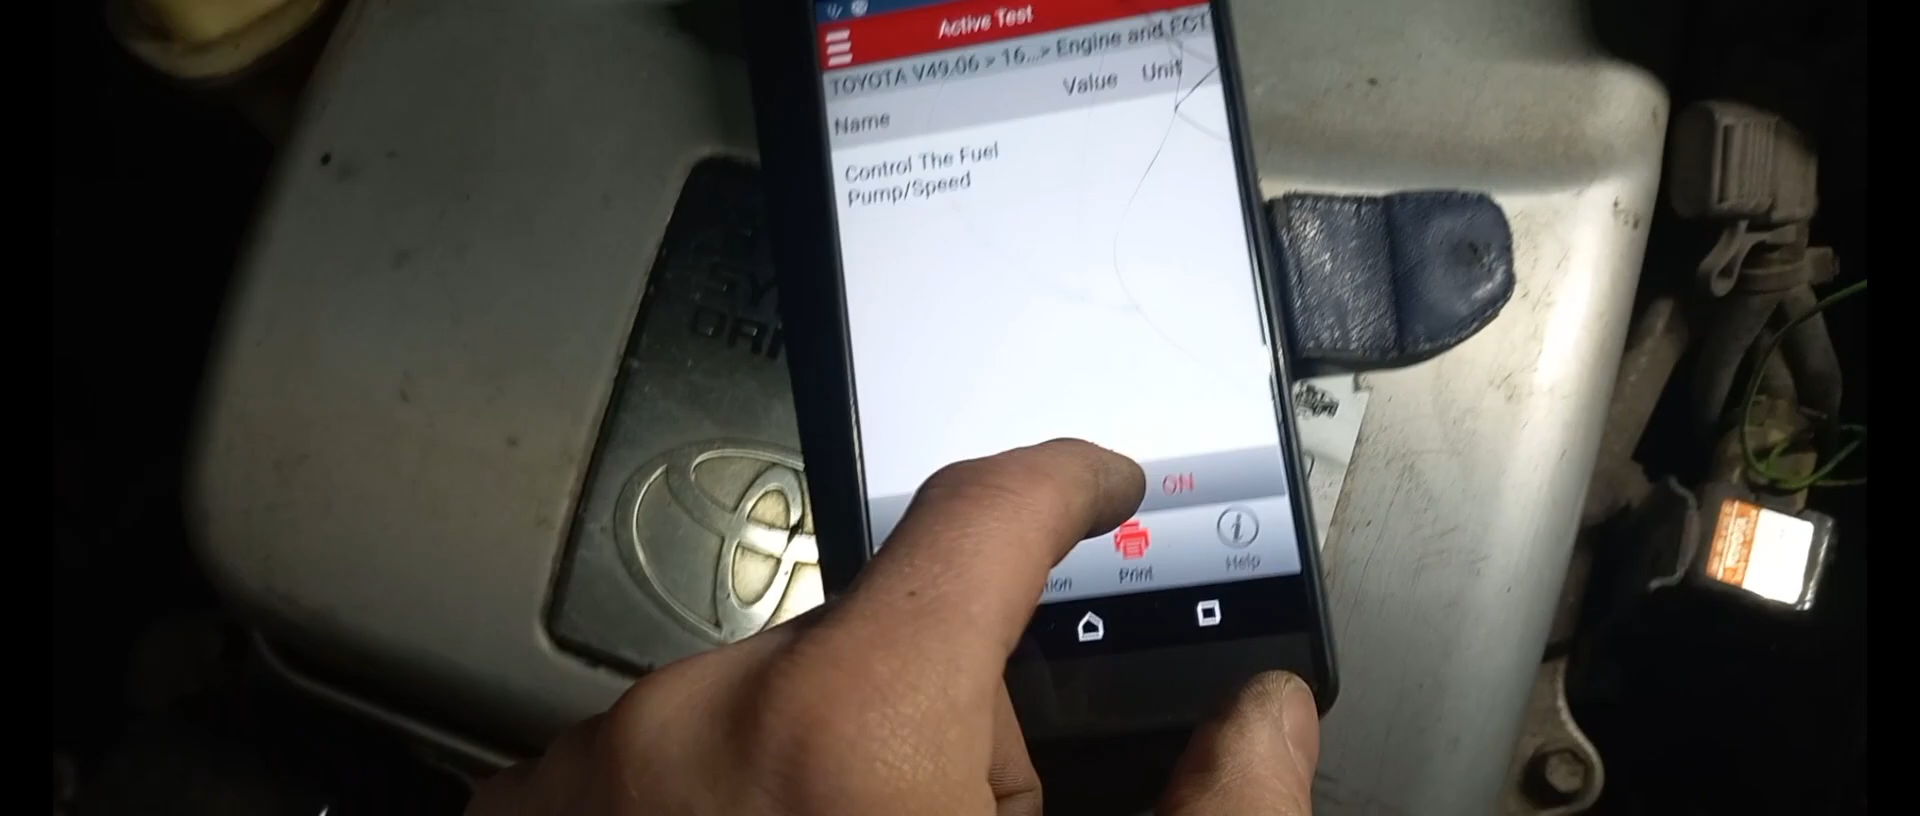 Active Test
TOYOTA V49.06 > 16...> Engine and ECT
Name Value Unit
Control The Fuel
Pump/Speed
ON
tion Print Help